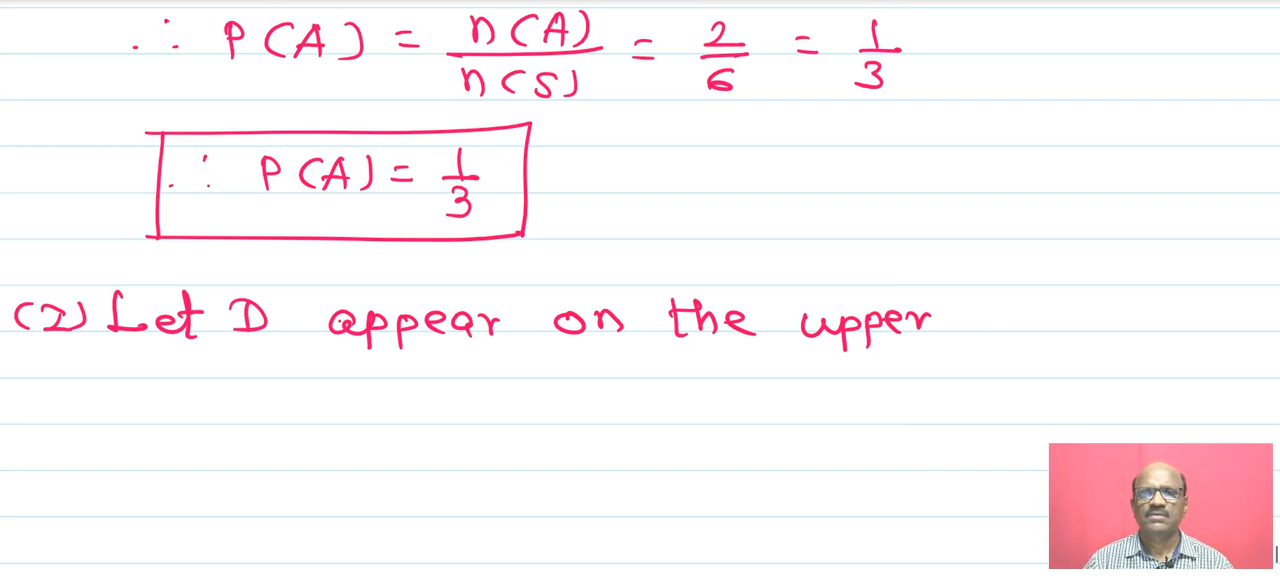 ∴ P(A) = n(A)/n(S) = 2/6 = 1/3
∴ P(A) = 1/3
(2) Let D appear on the upper